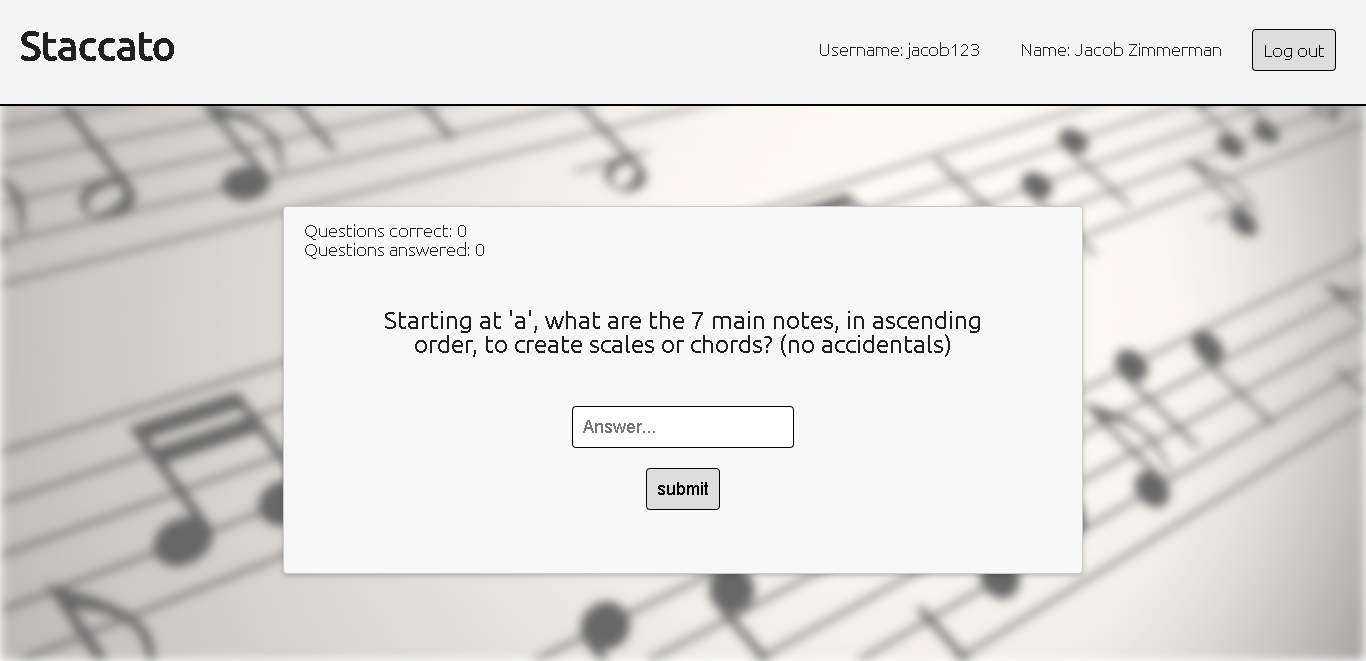 Staccato
Username: jacob123
Name: Jacob Zimmerman
Log out
Questions correct: 0
Questions answered: 0
Starting at 'a', what are the 7 main notes, in ascending
order, to create scales or chords? (no accidentals)
Answer...
submit